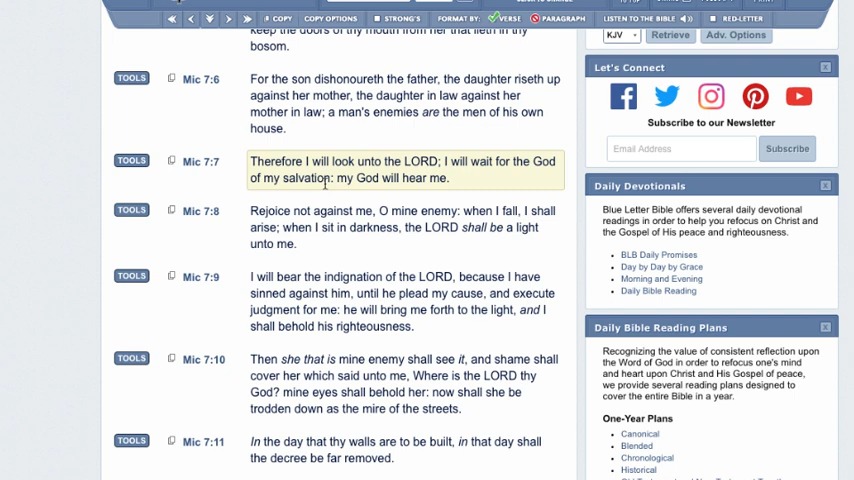 COPY
COPY OPTIONS
STRONG'S
FORMAT BY:
VERSE
PARAGRAPH
LISTEN TO THE BIBLE
RED-LETTER
keep the doors of thy mouth from her that lieth in thy
bosom.
TOOLS
Mic 7:6
For the son dishonoureth the father, the daughter riseth up
against her mother, the daughter in law against her
mother in law; a man's enemies are the men of his own
house.
TOOLS
Mic 7:7
Therefore I will look unto the LORD; I will wait for the God
of my salvation: my God will hear me.
TOOLS
Mic 7:8
Rejoice not against me, O mine enemy: when I fall, I shall
arise; when I sit in darkness, the LORD shall be a light
unto me.
TOOLS
Mic 7:9
I will bear the indignation of the LORD, because I have
sinned against him, until he plead my cause, and execute
judgment for me: he will bring me forth to the light, and I
shall behold his righteousness.
TOOLS
Mic 7:10
Then she that is mine enemy shall see it, and shame shall
cover her which said unto me, Where is the LORD thy
God? mine eyes shall behold her: now shall she be
trodden down as the mire of the streets.
TOOLS
Mic 7:11
In the day that thy walls are to be built, in that day shall
the decree be far removed.
KJV
Retrieve
Adv. Options
Let's Connect
Subscribe to our Newsletter
Email Address
Subscribe
Daily Devotionals
Blue Letter Bible offers several daily devotional
readings in order to help you refocus on Christ and
the Gospel of His peace and righteousness.
BLB Daily Promises
Day by Day by Grace
Morning and Evening
Daily Bible Reading
Daily Bible Reading Plans
Recognizing the value of consistent reflection upon
the Word of God in order to refocus one's mind
and heart upon Christ and His Gospel of peace,
we provide several reading plans designed to
cover the entire Bible in a year.
One-Year Plans
Canonical
Blended
Chronological
Historical